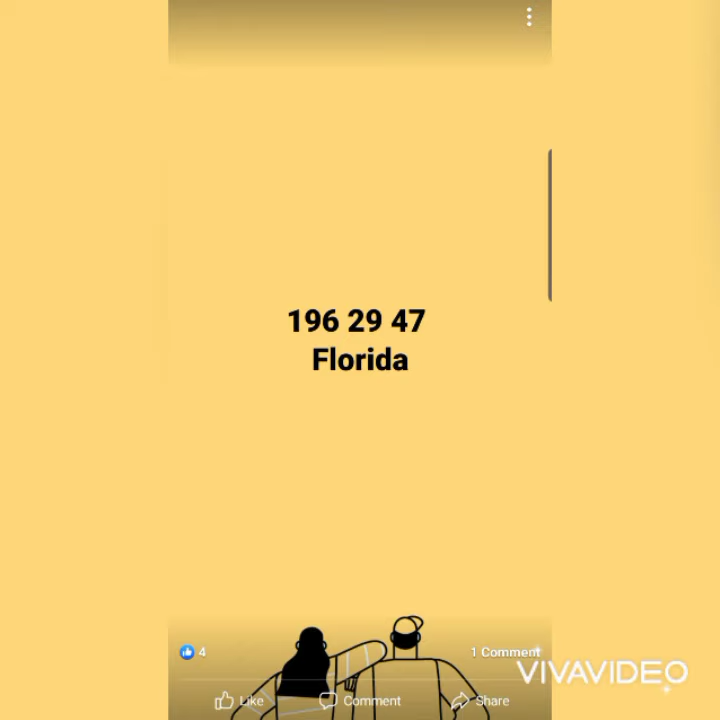 196 29 47
Florida
4
1 Comment
VIVAVIDEO
Like
Comment
Share